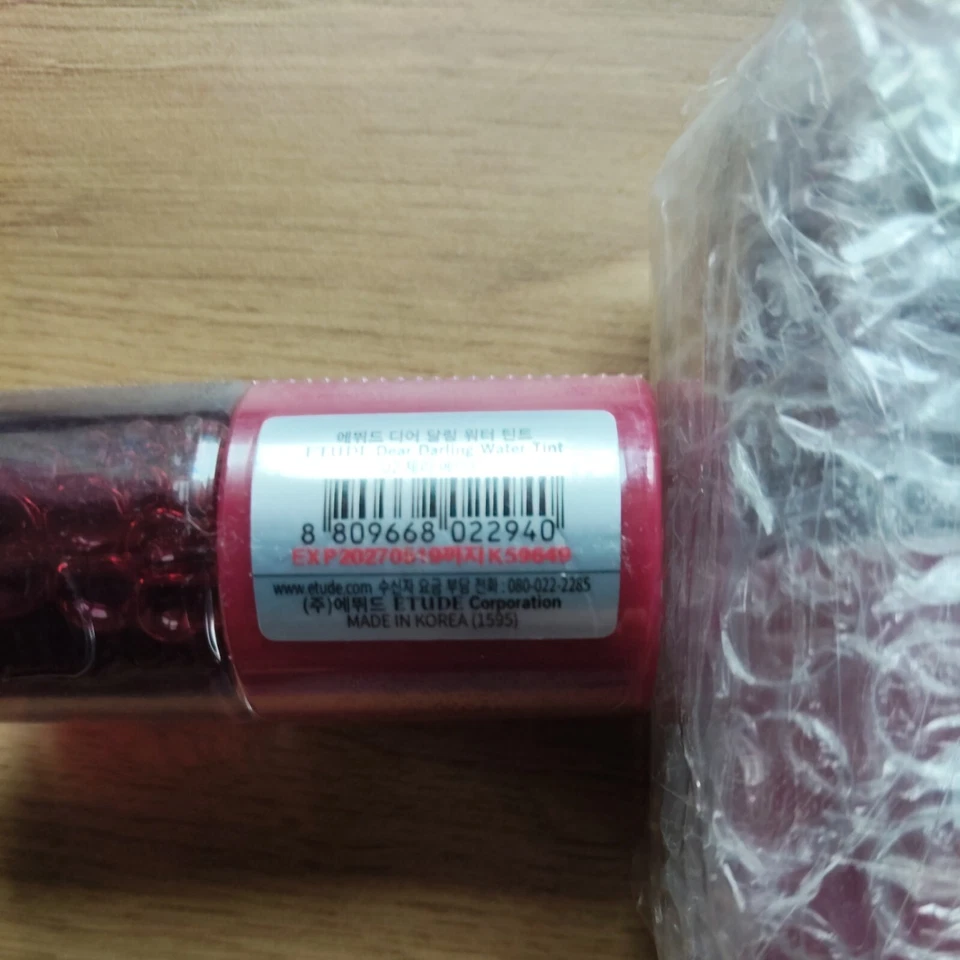 에뛰드 디어 달링 워터 틴트
ETUDE Dear Darling Water Tint
8 809668 022940
EXP20270519까지 K59649
www.etude.com 수신자 요금 부담 전화 : 080-022-2285
(주)에뛰드 ETUDE Corporation
MADE IN KOREA (1595)